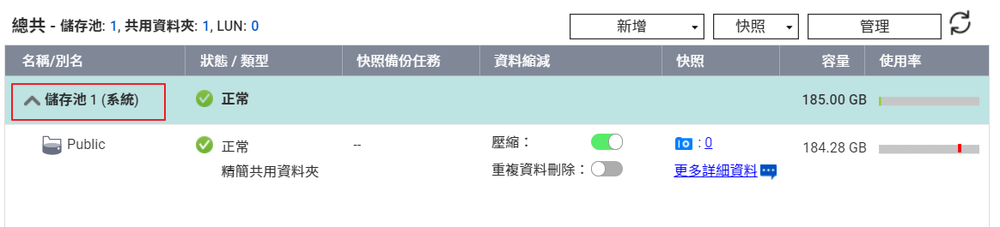 總共 - 儲存池: 1, 共用資料夾: 1, LUN: 0 新增 快照 管理
名稱/別名 狀態 / 類型 快照備份任務 資料縮減 快照 容量 使用率
儲存池 1 (系統) 正常 185.00 GB
Public 正常 -- 壓縮： : 0 184.28 GB
精簡共用資料夾 重複資料刪除： 更多詳細資料